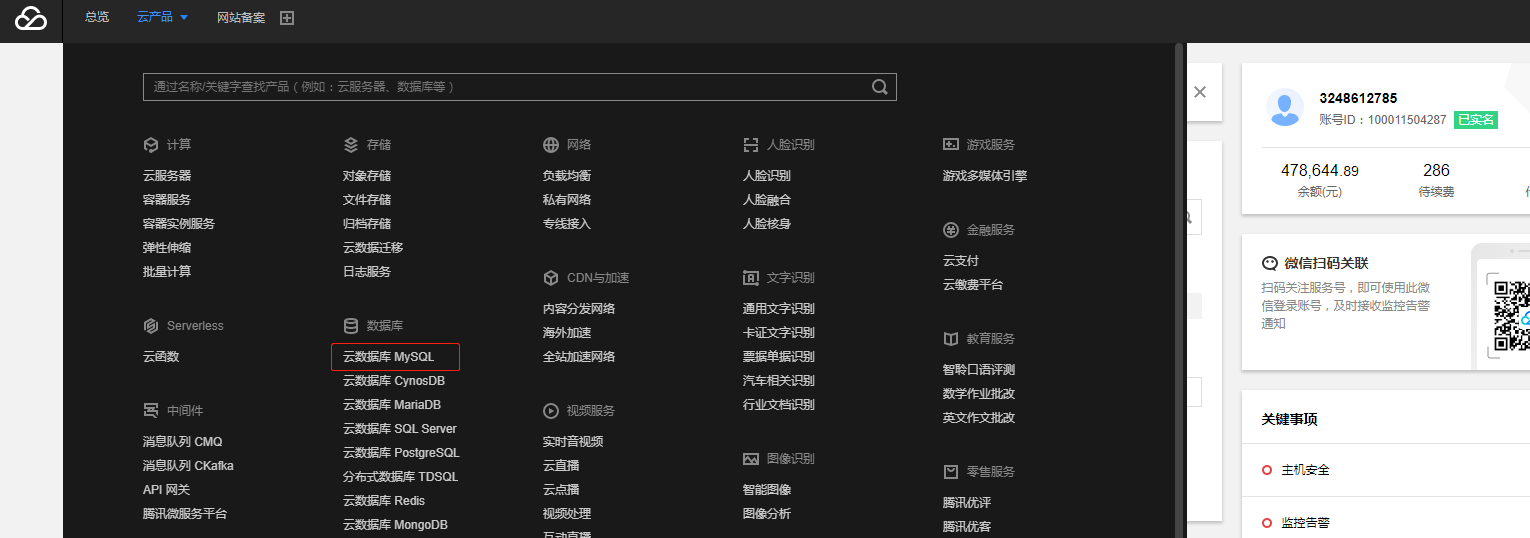 总览 云产品 网站备案
通过名称/关键字查找产品（例如：云服务器、数据库等）
计算
云服务器
容器服务
容器实例服务
弹性伸缩
批量计算
Serverless
云函数
中间件
消息队列 CMQ
消息队列 CKafka
API 网关
腾讯微服务平台
存储
对象存储
文件存储
归档存储
云数据迁移
日志服务
数据库
云数据库 MySQL
云数据库 CynosDB
云数据库 MariaDB
云数据库 SQL Server
云数据库 PostgreSQL
分布式数据库 TDSQL
云数据库 Redis
云数据库 MongoDB
网络
负载均衡
私有网络
专线接入
CDN与加速
内容分发网络
海外加速
全站加速网络
视频服务
实时音视频
云直播
云点播
视频处理
互动直播
人脸识别
人脸识别
人脸融合
人脸核身
文字识别
通用文字识别
卡证文字识别
票据单据识别
汽车相关识别
行业文档识别
图像识别
智能图像
图像分析
游戏服务
游戏多媒体引擎
金融服务
云支付
云缴费平台
教育服务
智聆口语评测
数学作业批改
英文作文批改
零售服务
腾讯优评
腾讯优客
3248612785
账号ID：100011504287 已实名
478,644.89 286
余额(元) 待续费
微信扫码关联
扫码关注服务号，即可使用此微
信登录账号，及时接收监控告警
通知
关键事项
主机安全
监控告警